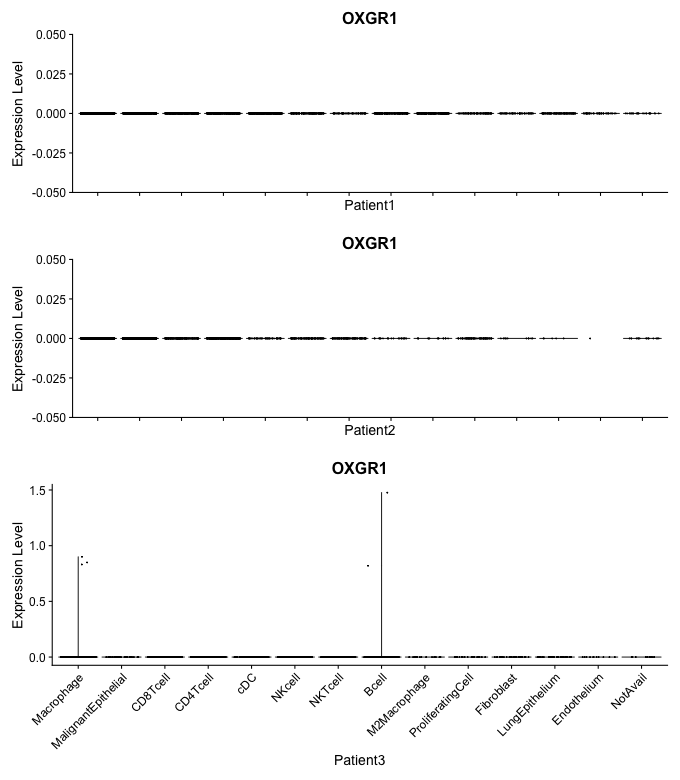 OXGR1
0.050
0.025
0.000
-0.025
-0.050
Expression Level
Patient1
OXGR1
0.050
0.025
0.000
-0.025
-0.050
Expression Level
Patient2
OXGR1
1.5
1.0
0.5
0.0
Expression Level
Macrophage
MalignantEpithelial
CD8Tcell
CD4Tcell
cDC
NKcell
NKTcell
Bcell
M2Macrophage
ProliferatingCell
Fibroblast
LungEpithelium
Endothelium
NotAvail
Patient3